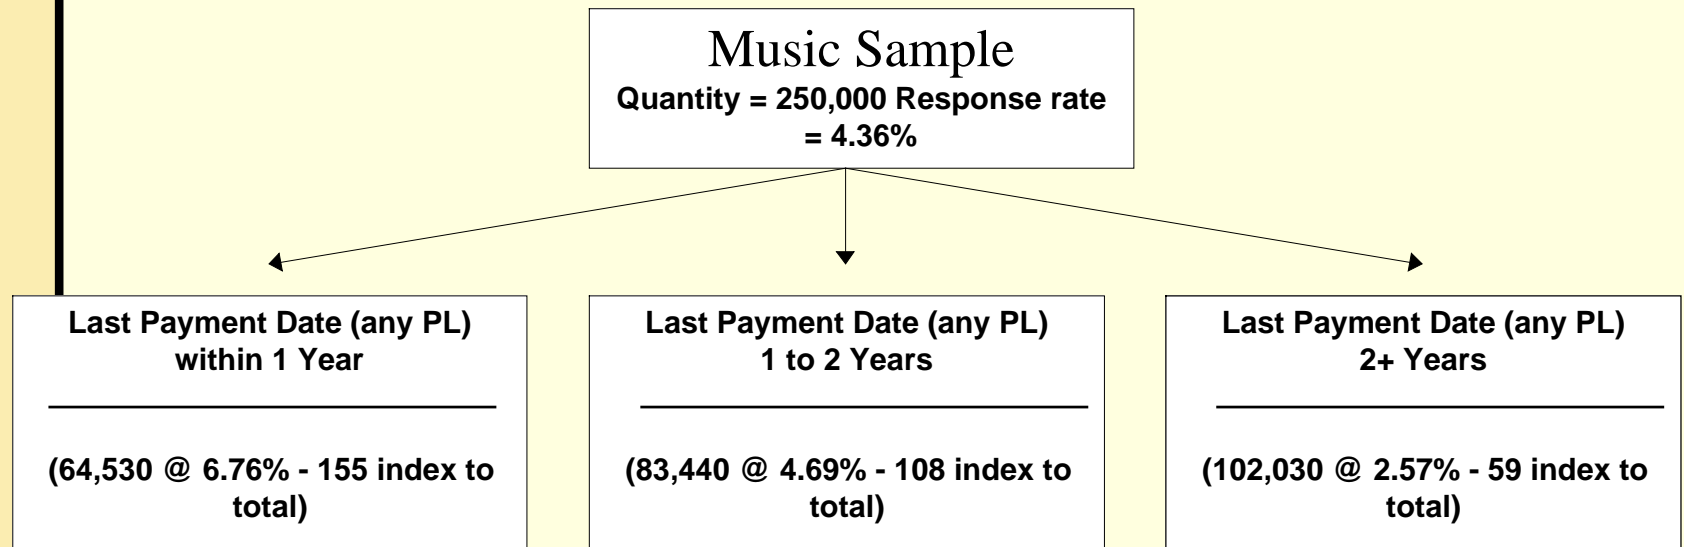 Music Sample
Quantity = 250,000 Response rate
= 4.36%
Last Payment Date (any PL)
within 1 Year
(64,530 @ 6.76% - 155 index to
total)
Last Payment Date (any PL)
1 to 2 Years
(83,440 @ 4.69% - 108 index to
total)
Last Payment Date (any PL)
2+ Years
(102,030 @ 2.57% - 59 index to
total)